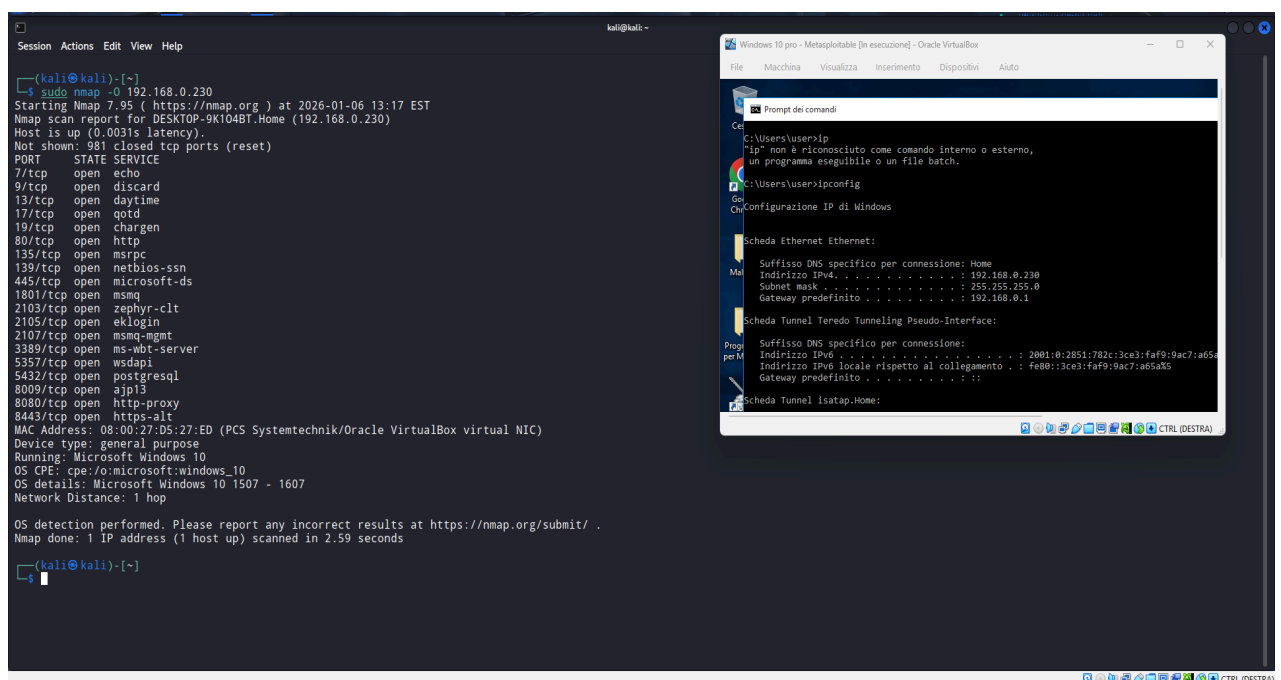 kali@kali: ~
Session Actions Edit View Help
┌──(kali㉿kali)-[~]
└─$ sudo nmap -O 192.168.0.230
Starting Nmap 7.95 ( https://nmap.org ) at 2026-01-06 13:17 EST
Nmap scan report for DESKTOP-9K104BT.Home (192.168.0.230)
Host is up (0.0031s latency).
Not shown: 981 closed tcp ports (reset)
PORT     STATE SERVICE
7/tcp    open  echo
9/tcp    open  discard
13/tcp   open  daytime
17/tcp   open  qotd
19/tcp   open  chargen
80/tcp   open  http
135/tcp  open  msrpc
139/tcp  open  netbios-ssn
445/tcp  open  microsoft-ds
1801/tcp open  msmq
2103/tcp open  zephyr-clt
2105/tcp open  eklogin
2107/tcp open  msmq-mgmt
3389/tcp open  ms-wbt-server
5357/tcp open  wsdapi
5432/tcp open  postgresql
8009/tcp open  ajp13
8080/tcp open  http-proxy
8443/tcp open  https-alt
MAC Address: 08:00:27:D5:27:ED (PCS Systemtechnik/Oracle VirtualBox virtual NIC)
Device type: general purpose
Running: Microsoft Windows 10
OS CPE: cpe:/o:microsoft:windows_10
OS details: Microsoft Windows 10 1507 - 1607
Network Distance: 1 hop
OS detection performed. Please report any incorrect results at https://nmap.org/submit/ .
Nmap done: 1 IP address (1 host up) scanned in 2.59 seconds
┌──(kali㉿kali)-[~]
└─$
Windows 10 pro - Metasploitable [In esecuzione] - Oracle VirtualBox
File Macchina Visualizza Inserimento Dispositivi Aiuto
Prompt dei comandi
C:\Users\user>ip
"ip" non è riconosciuto come comando interno o esterno,
un programma eseguibile o un file batch.
C:\Users\user>ipconfig
Configurazione IP di Windows
Scheda Ethernet Ethernet:
Suffisso DNS specifico per connessione: Home
Indirizzo IPv4. . . . . . . . . . . . : 192.168.0.230
Subnet mask . . . . . . . . . . . . . : 255.255.255.0
Gateway predefinito . . . . . . . . . : 192.168.0.1
Scheda Tunnel Teredo Tunneling Pseudo-Interface:
Suffisso DNS specifico per connessione:
Indirizzo IPv6 . . . . . . . . . . . . . . . . . : 2001:0:2851:782c:3ce3:faf9:9ac7:a65a
Indirizzo IPv6 locale rispetto al collegamento . : fe80::3ce3:faf9:9ac7:a65a%5
Gateway predefinito . . . . . . . . . : ::
Scheda Tunnel isatap.Home:
Ces
Goo
Chr
Mal
Progr
per M
CTRL (DESTRA)
CTRL (DESTRA)